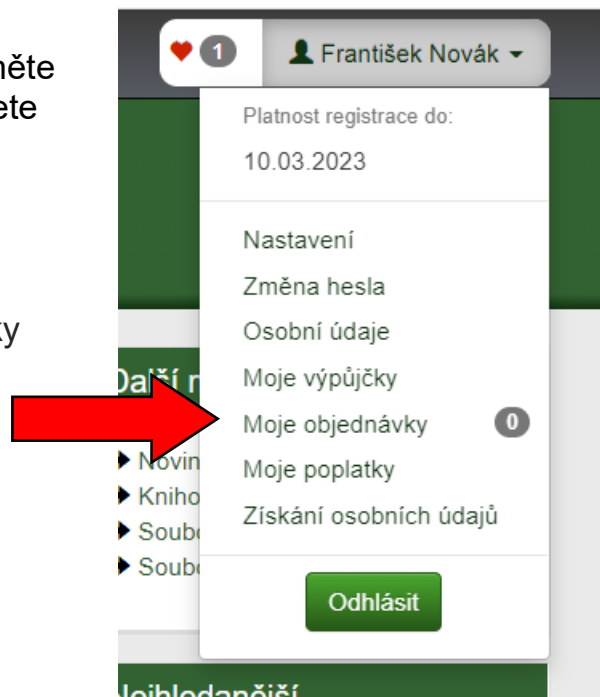 1 František Novák
Platnost registrace do:
10.03.2023
Nastavení
Změna hesla
Osobní údaje
Moje výpůjčky
Moje objednávky 0
Moje poplatky
Získání osobních údajů
Odhlásit
Další